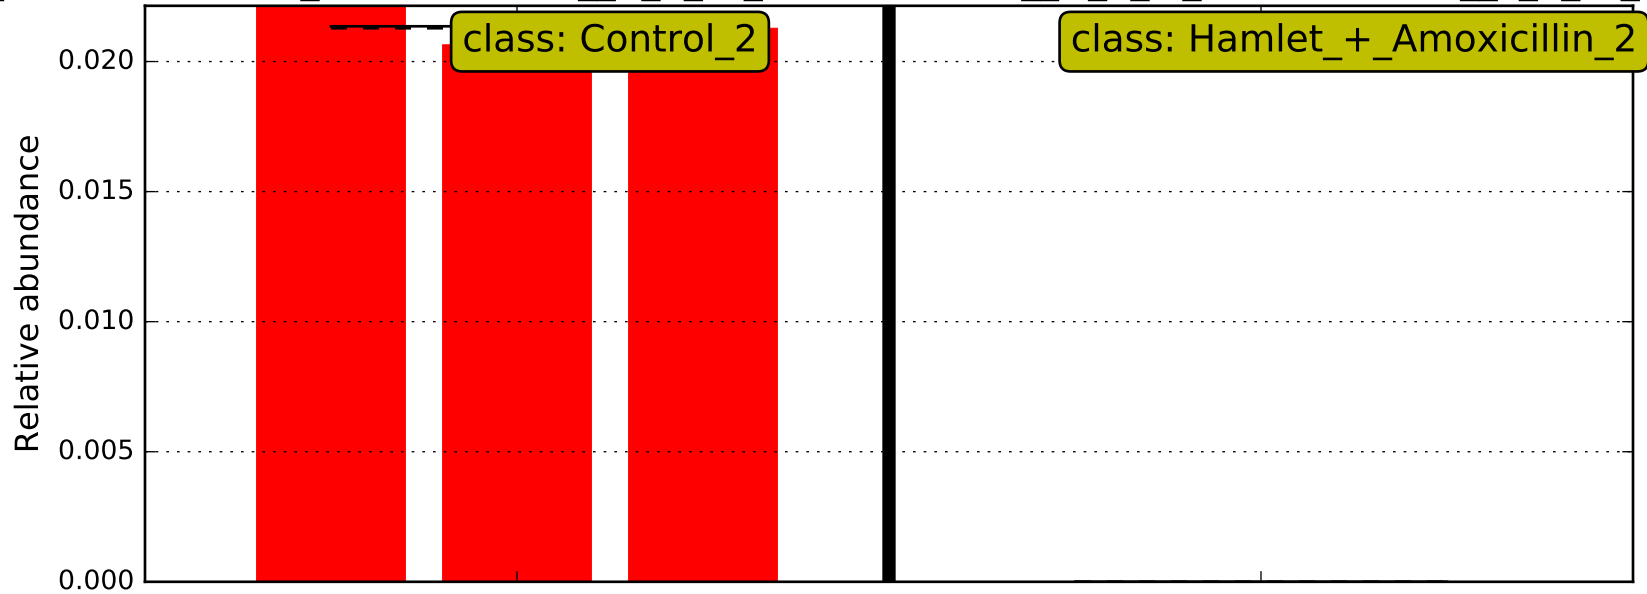 class: Control_2
class: Hamlet_+_Amoxicillin_2
0.020
0.015
0.010
0.005
0.000
Relative abundance